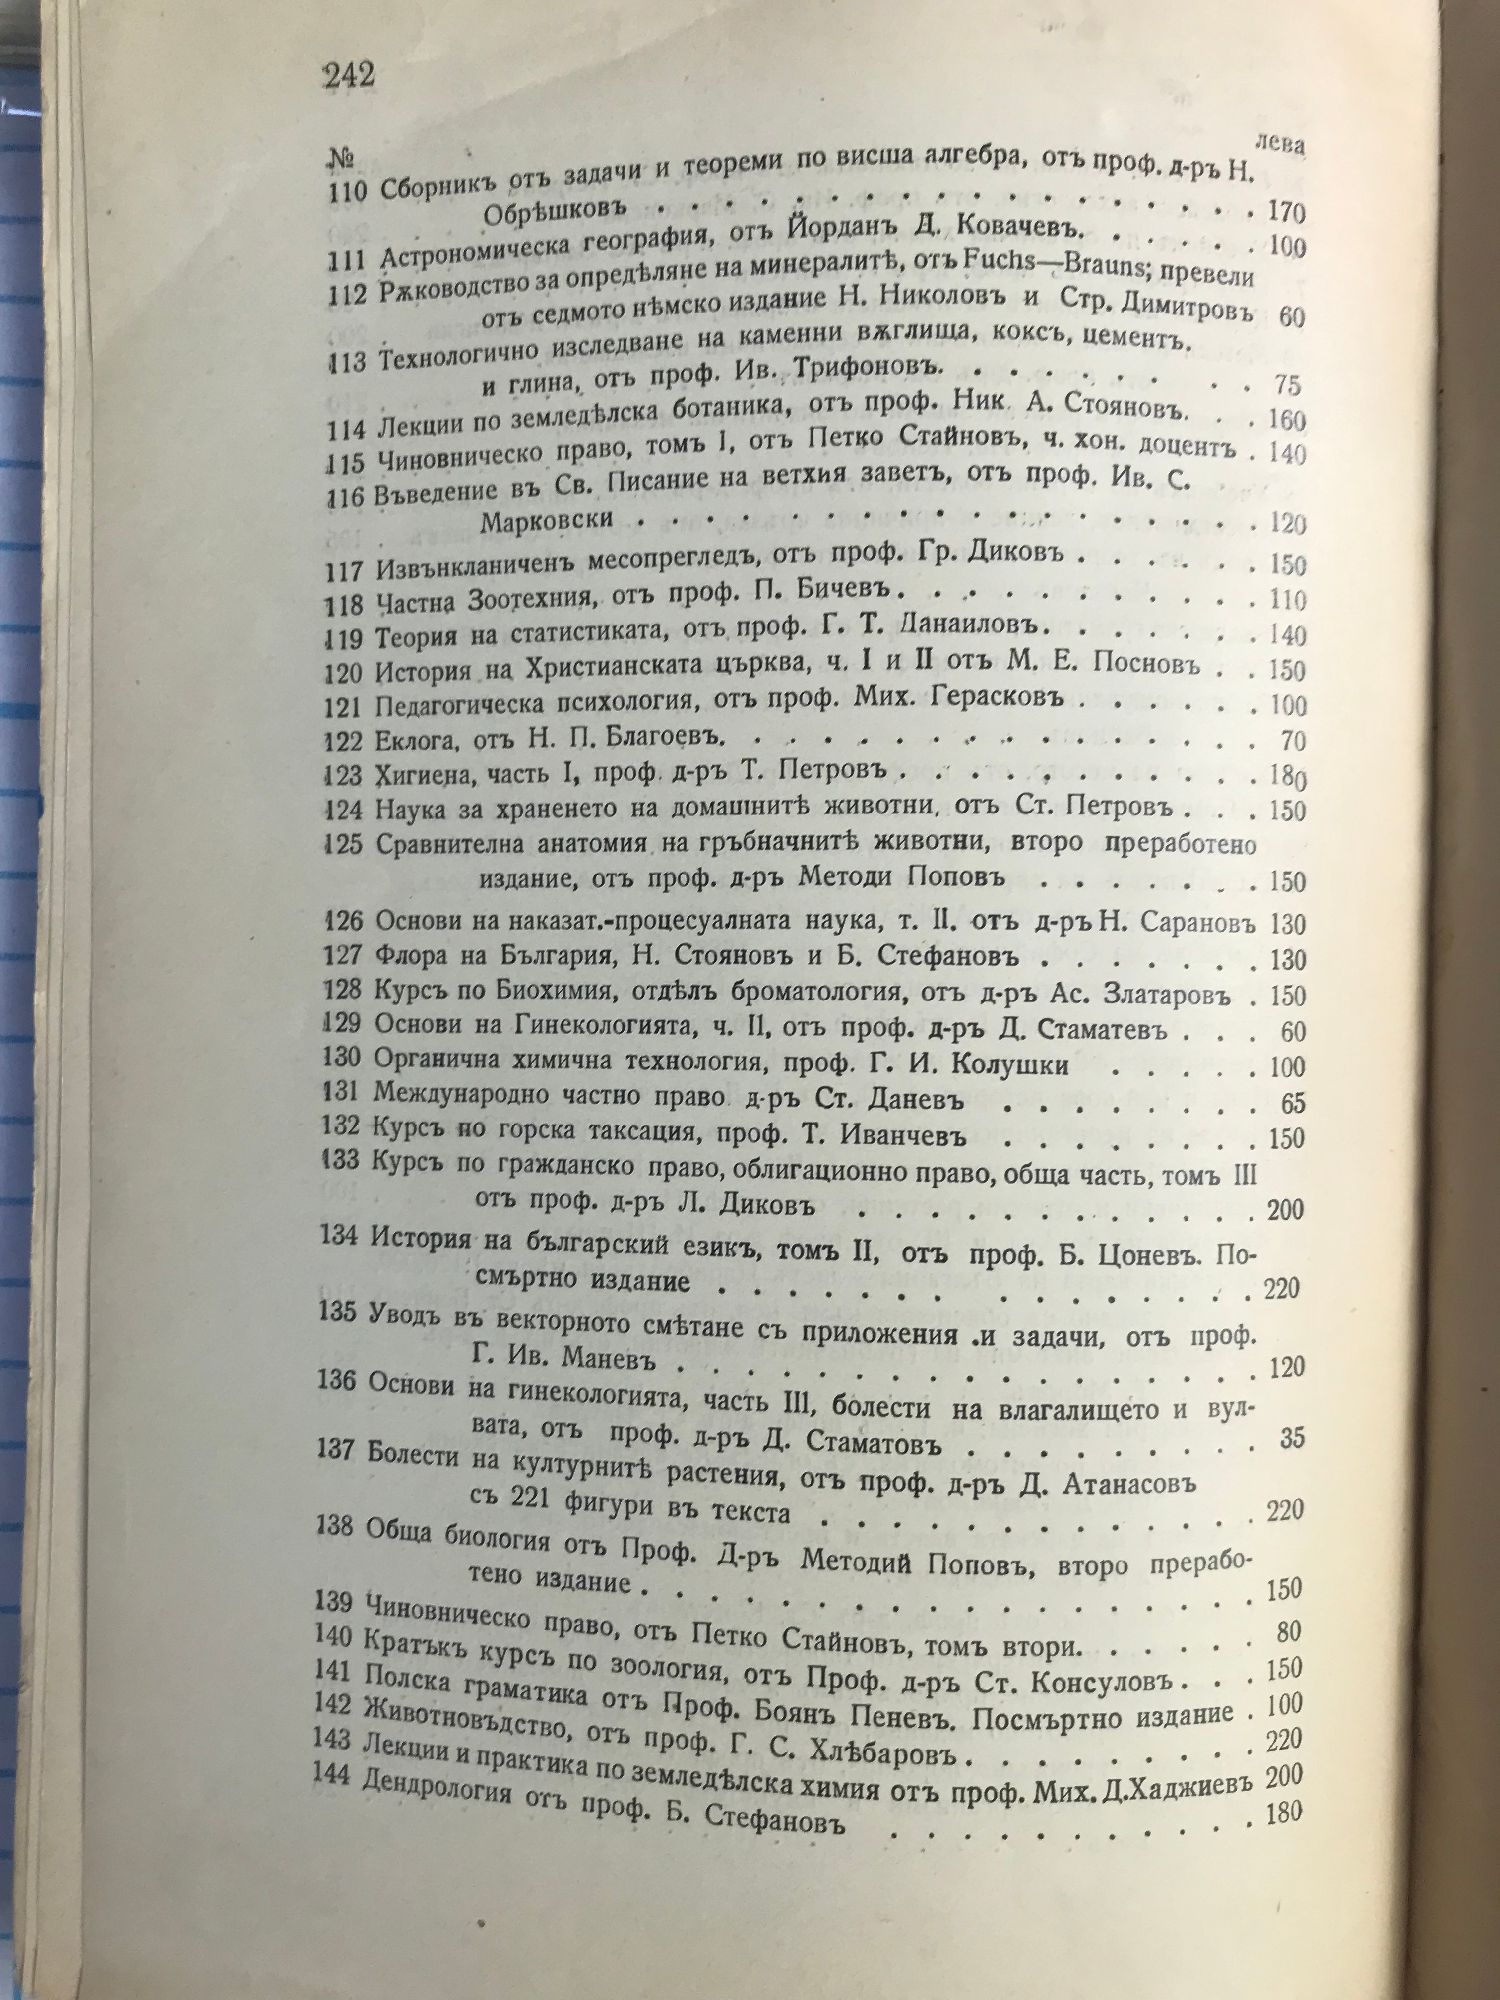 242
№ лева
110 Сборникъ отъ задачи и теореми по висша алгебра, отъ проф. д-ръ Н.
Обрѣшковъ . . . . . . . . . . . . . . . . . 170
111 Астрономическа география, отъ Йорданъ Д. Ковачевъ. . . . . . 100
112 Рѫководство за опредѣляне на минералитѣ, отъ Fuchs—Brauns; превели
отъ седмото нѣмско издание Н. Николовъ и Стр. Димитровъ 60
113 Технологично изследване на каменни вѫглища, коксъ, цементъ.
и глина, отъ проф. Ив. Трифоновъ. . . . . . . . . 75
114 Лекции по земледѣлска ботаника, отъ проф. Ник. А. Стояновъ. . . 160
115 Чиновническо право, томъ I, отъ Петко Стайновъ, ч. хон. доцентъ . 140
116 Въведение въ Св. Писание на ветхия заветъ, отъ проф. Ив. С.
Марковски . . . . . . . . . . . . . . . . . 120
117 Извънкланиченъ месопрегледъ, отъ проф. Гр. Диковъ . . . . . . 150
118 Частна Зоотехния, отъ проф. П. Бичевъ. . . . . . . . . . . 110
119 Теория на статистиката, отъ проф. Г. Т. Данаиловъ. . . . . . . 140
120 История на Христианската църква, ч. I и II отъ М. Е. Посновъ . . 150
121 Педагогическа психология, отъ проф. Мих. Герасковъ . . . . . . 100
122 Еклога, отъ Н. П. Благоевъ. . . . . . . . . . . . . . . 70
123 Хигиена, часть I, проф. д-ръ Т. Петровъ . . . . . . . . . . 180
124 Наука за храненето на домашнитѣ животни, отъ Ст. Петровъ . . . 150
125 Сравнителна анатомия на гръбначнитѣ животни, второ преработено
издание, отъ проф. д-ръ Методи Поповъ . . . . . . . 150
126 Основи на наказат.-процесуалната наука, т. II. отъ д-ръ Н. Сарановъ 130
127 Флора на България, Н. Стояновъ и Б. Стефановъ . . . . . . . 130
128 Курсъ по Биохимия, отдѣлъ броматология, отъ д-ръ Ас. Златаровъ . 150
129 Основи на Гинекологията, ч. II, отъ проф. д-ръ Д. Стаматевъ . . . 60
130 Органична химична технология, проф. Г. И. Колушки . . . . . 100
131 Международно частно право д-ръ Ст. Даневъ . . . . . . . . 65
132 Курсъ по горска таксация, проф. Т. Иванчевъ . . . . . . . . 150
133 Курсъ по гражданско право, облигационно право, обща часть, томъ III
отъ проф. д-ръ Л. Диковъ . . . . . . . . . . . . 200
134 История на българский езикъ, томъ II, отъ проф. Б. Цоневъ. По-
смъртно издание . . . . . . . . . . . . . . . 220
135 Уводъ въ векторното смѣтане съ приложения .и задачи, отъ проф.
Г. Ив. Маневъ . . . . . . . . . . . . . . . . 120
136 Основи на гинекологията, часть III, болести на влагалището и вул-
вата, отъ проф. д-ръ Д. Стаматовъ . . . . . . . . . 35
137 Болести на културнитѣ растения, отъ проф. д-ръ Д. Атанасовъ
съ 221 фигури въ текста . . . . . . . . . . . . . 220
138 Обща биология отъ Проф. Д-ръ Методий Поповъ, второ прерабо-
тено издание . . . . . . . . . . . . . . . . . . 150
139 Чиновническо право, отъ Петко Стайновъ, томъ втори. . . . . . 80
140 Кратъкъ курсъ по зоология, отъ Проф. д-ръ Ст. Консуловъ . . . 150
141 Полска граматика отъ Проф. Боянъ Пеневъ. Посмъртно издание . 100
142 Животновъдство, отъ проф. Г. С. Хлѣбаровъ . . . . . . . . . 220
143 Лекции и практика по земледѣлска химия отъ проф. Мих. Д.Хаджиевъ 200
144 Дендрология отъ проф. Б. Стефановъ . . . . . . . . . . . 180